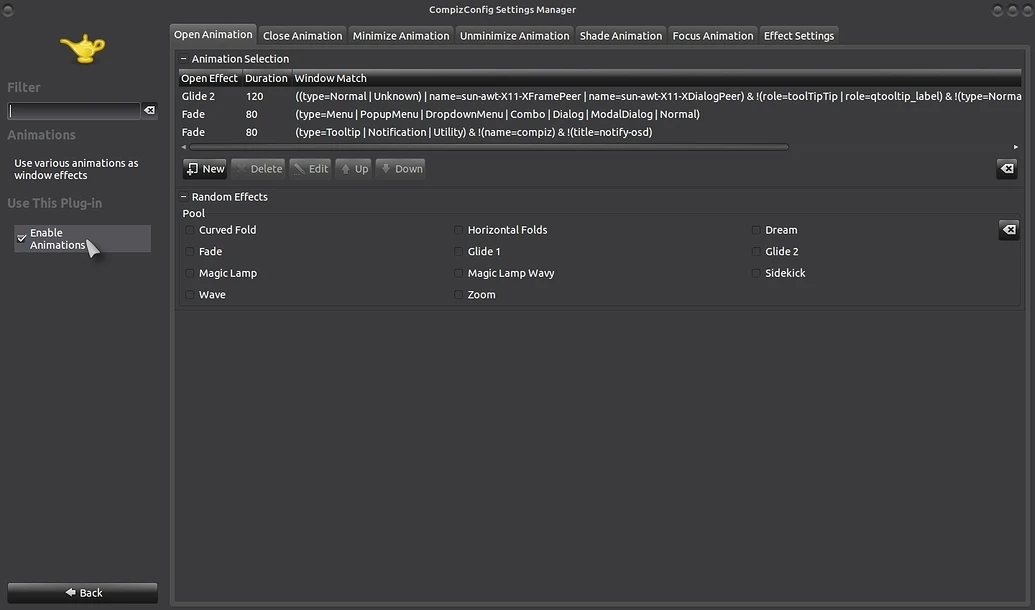 CompizConfig Settings Manager
Filter
Animations
Use various animations as
window effects
Use This Plug-in
Enable
Animations
Back
Open Animation Close Animation Minimize Animation Unminimize Animation Shade Animation Focus Animation Effect Settings
Animation Selection
Open Effect Duration Window Match
Glide 2 120 ((type=Normal | Unknown) | name=sun-awt-X11-XFramePeer | name=sun-awt-X11-XDialogPeer) & !(role=toolTipTip | role=qtooltip_label) & !(type=Norma
Fade 80 (type=Menu | PopupMenu | DropdownMenu | Combo | Dialog | ModalDialog | Normal)
Fade 80 (type=Tooltip | Notification | Utility) & !(name=compiz) & !(title=notify-osd)
New Delete Edit Up Down
Random Effects
Pool
Curved Fold Horizontal Folds Dream
Fade Glide 1 Glide 2
Magic Lamp Magic Lamp Wavy Sidekick
Wave Zoom